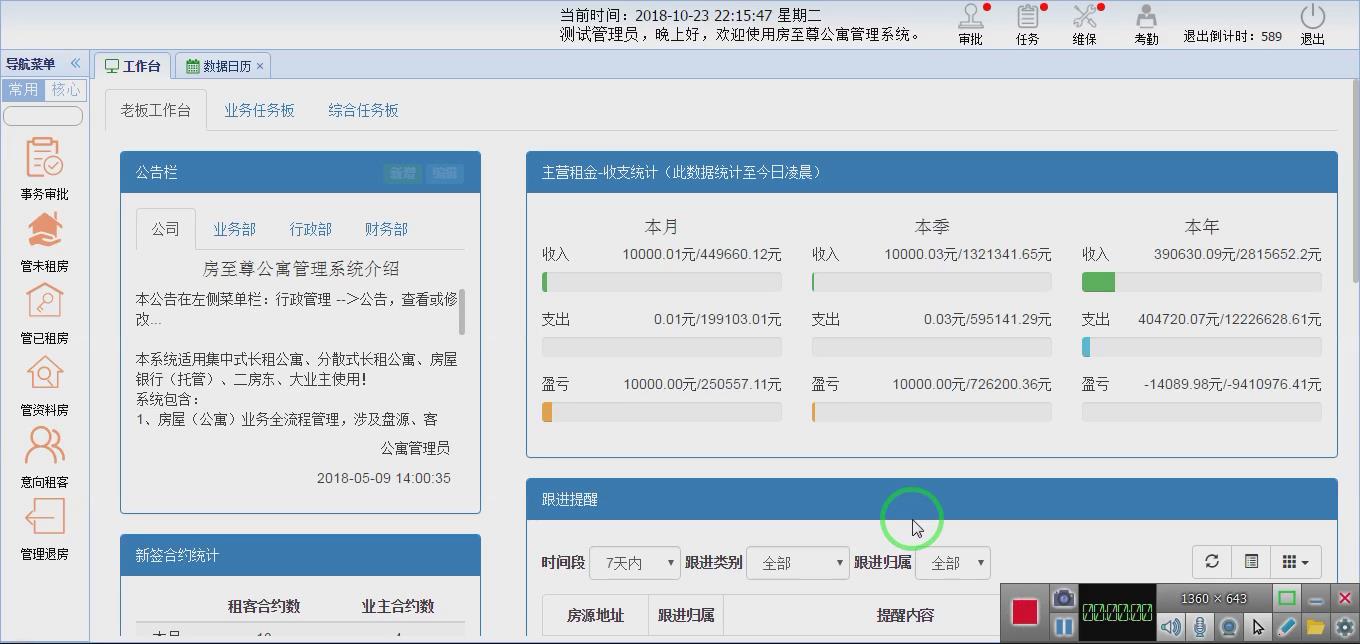 当前时间：2018-10-23 22:15:47 星期二
测试管理员，晚上好，欢迎使用房至尊公寓管理系统。
审批
任务
维保
考勤
退出倒计时：589
退出
导航菜单
常用 核心
工作台
数据日历 ×
老板工作台
业务任务板
综合任务板
事务审批
管未租房
管已租房
管资料房
意向租客
管理退房
公告栏
新增 编辑
公司 业务部 行政部 财务部
房至尊公寓管理系统介绍
本公告在左侧菜单栏：行政管理 -->公告，查看或修
改...
本系统适用集中式长租公寓、分散式长租公寓、房屋
银行（托管）、二房东、大业主使用！
系统包含：
1、房屋（公寓）业务全流程管理，涉及盘源、客
公寓管理员
2018-05-09 14:00:35
新签合约统计
租客合约数 业主合约数
主营租金-收支统计（此数据统计至今日凌晨）
本月 本季 本年
收入 10000.01元/449660.12元 收入 10000.03元/1321341.65元 收入 390630.09元/2815652.2元
支出 0.01元/199103.01元 支出 0.03元/595141.29元 支出 404720.07元/12226628.61元
盈亏 10000.00元/250557.11元 盈亏 10000.00元/726200.36元 盈亏 -14089.98元/-9410976.41元
跟进提醒
时间段 7天内 跟进类别 全部 跟进归属 全部
房源地址 跟进归属 提醒内容
00:00:00
1360 × 643